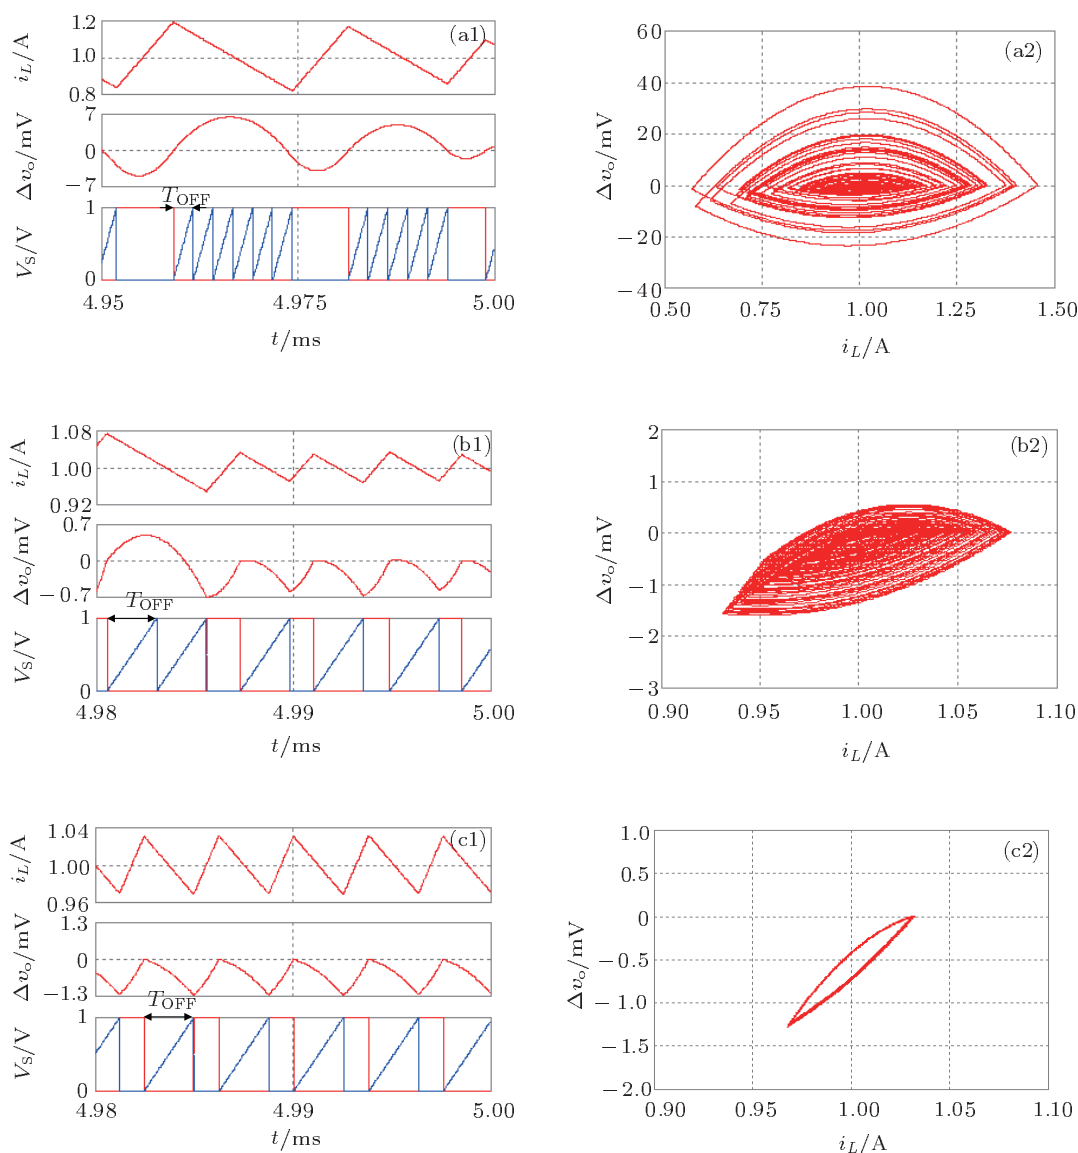 (a1)
i_L/A
1.2
1.0
0.8
Δv_o/mV
7
0
−7
V_S/V
1
0
T_OFF
4.95
4.975
5.00
t/ms
(a2)
Δv_o/mV
60
40
20
0
−20
−40
0.50
0.75
1.00
1.25
1.50
i_L/A
(b1)
i_L/A
1.08
1.00
0.92
Δv_o/mV
0.7
0
−0.7
V_S/V
1
0
T_OFF
4.98
4.99
5.00
t/ms
(b2)
Δv_o/mV
2
1
0
−1
−2
−3
0.90
0.95
1.00
1.05
1.10
i_L/A
(c1)
i_L/A
1.04
1.00
0.96
Δv_o/mV
1.3
0
−1.3
V_S/V
1
0
T_OFF
4.98
4.99
5.00
t/ms
(c2)
Δv_o/mV
1.0
0.5
0
−0.5
−1.0
−1.5
−2.0
0.90
0.95
1.00
1.05
1.10
i_L/A